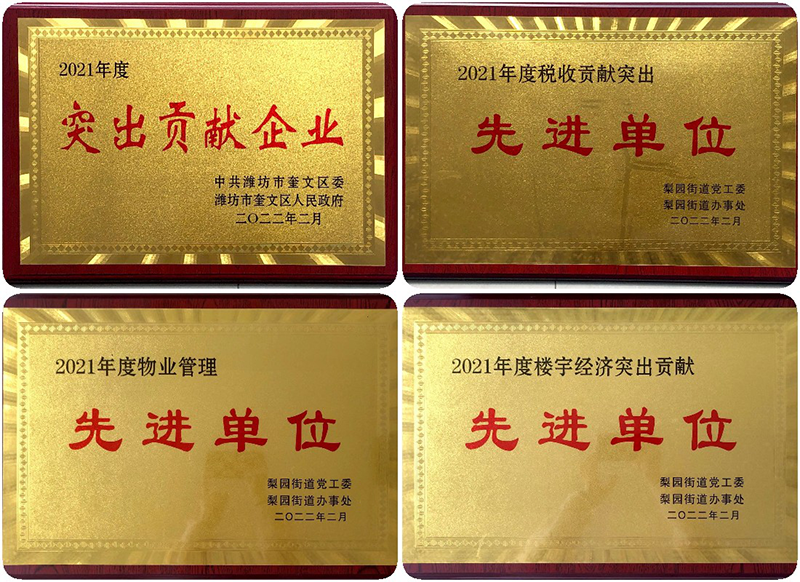 2021年度
突出贡献企业
中共潍坊市奎文区委
潍坊市奎文区人民政府
二〇二二年二月
2021年度税收贡献突出
先进单位
梨园街道党工委
梨园街道办事处
二〇二二年二月
2021年度物业管理
先进单位
梨园街道党工委
梨园街道办事处
二〇二二年二月
2021年度楼宇经济突出贡献
先进单位
梨园街道党工委
梨园街道办事处
二〇二二年二月